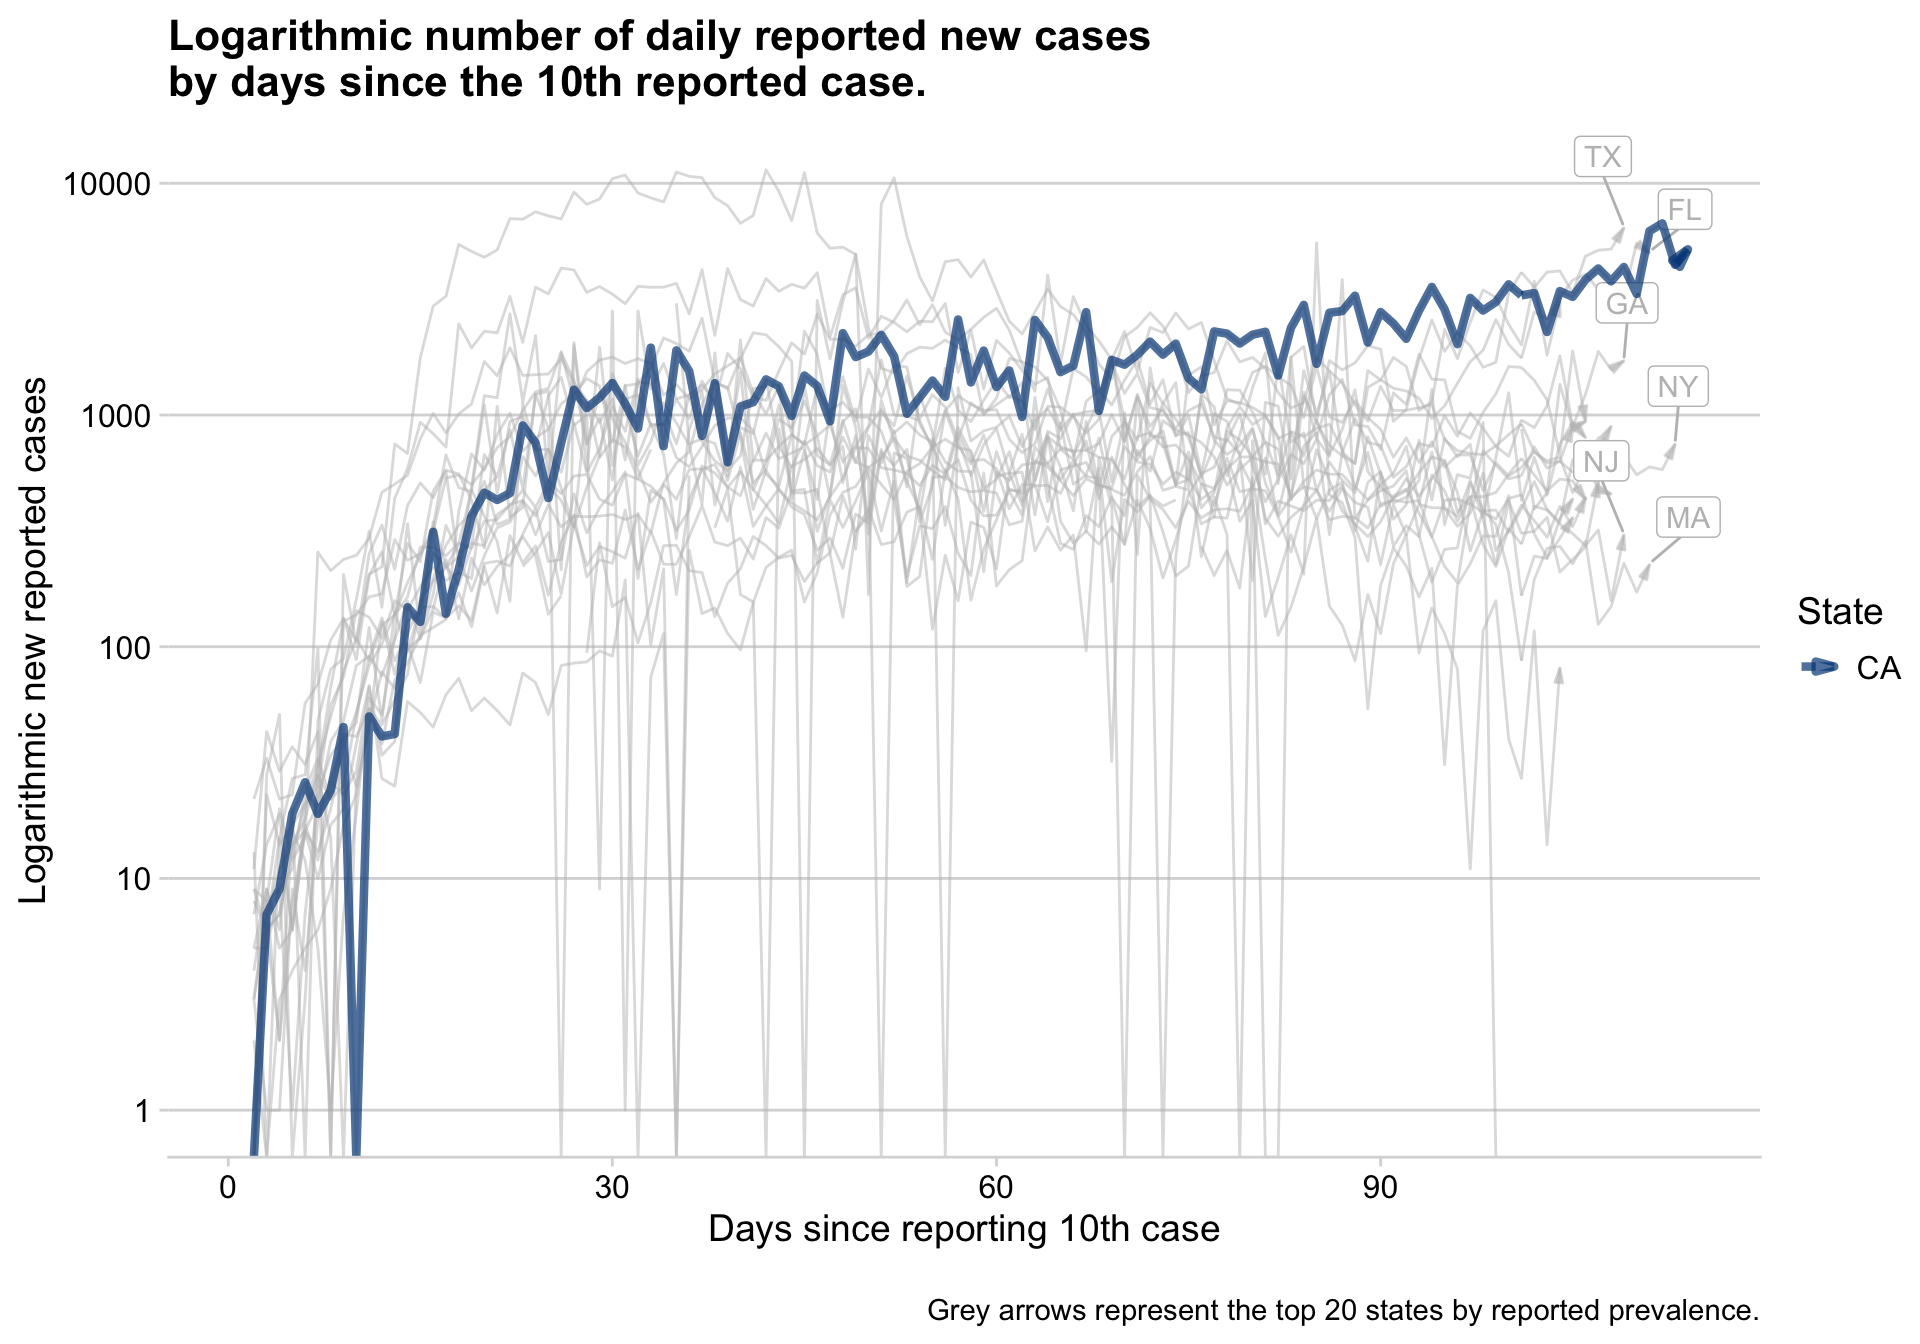 Logarithmic number of daily reported new cases
by days since the 10th reported case.
Logarithmic new reported cases
10000
1000
100
10
1
TX
FL
GA
NY
NJ
MA
State
CA
0
30
60
90
Days since reporting 10th case
Grey arrows represent the top 20 states by reported prevalence.